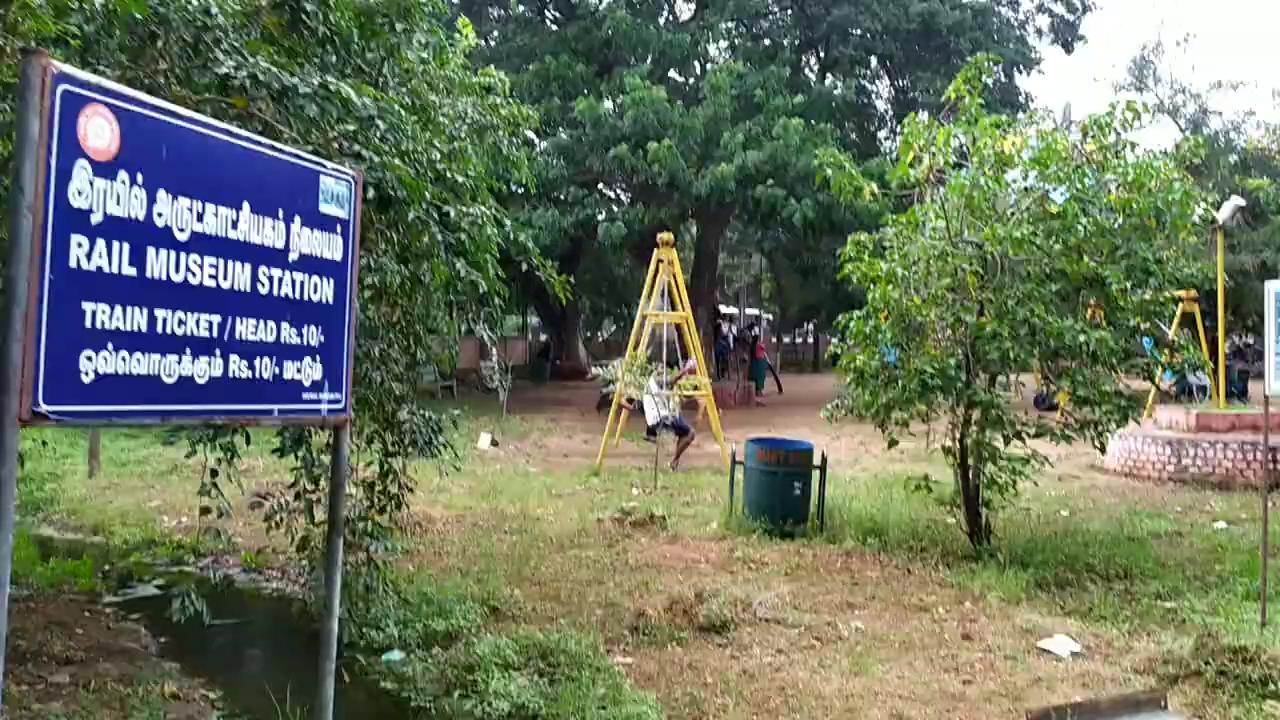 இரயில் அருட்காட்சியகம் நிலையம்
RAIL MUSEUM STATION
TRAIN TICKET / HEAD Rs.10/-
ஒவ்வொருக்கும் Rs.10/- மட்டும்